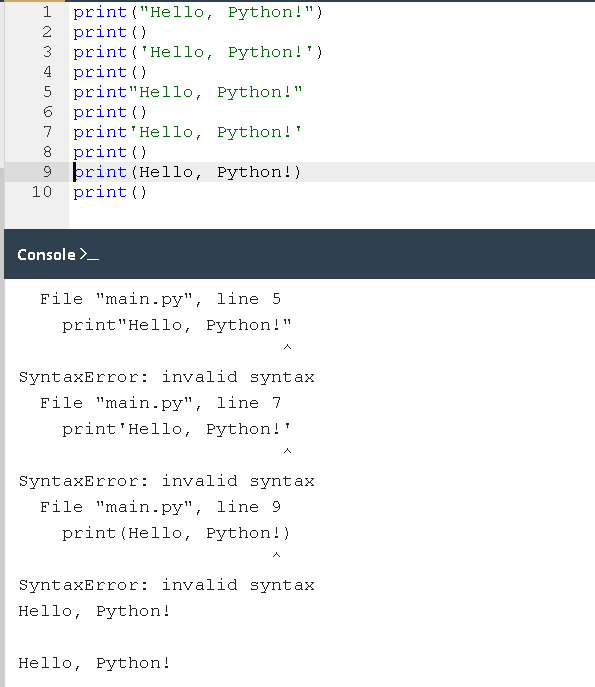 1 print("Hello, Python!")
2 print()
3 print('Hello, Python!')
4 print()
5 print"Hello, Python!"
6 print()
7 print'Hello, Python!'
8 print()
9 print(Hello, Python!)
10 print()
Console >_
  File "main.py", line 5
    print"Hello, Python!"
                        ^
SyntaxError: invalid syntax
  File "main.py", line 7
    print'Hello, Python!'
                        ^
SyntaxError: invalid syntax
  File "main.py", line 9
    print(Hello, Python!)
                       ^
SyntaxError: invalid syntax
Hello, Python!

Hello, Python!